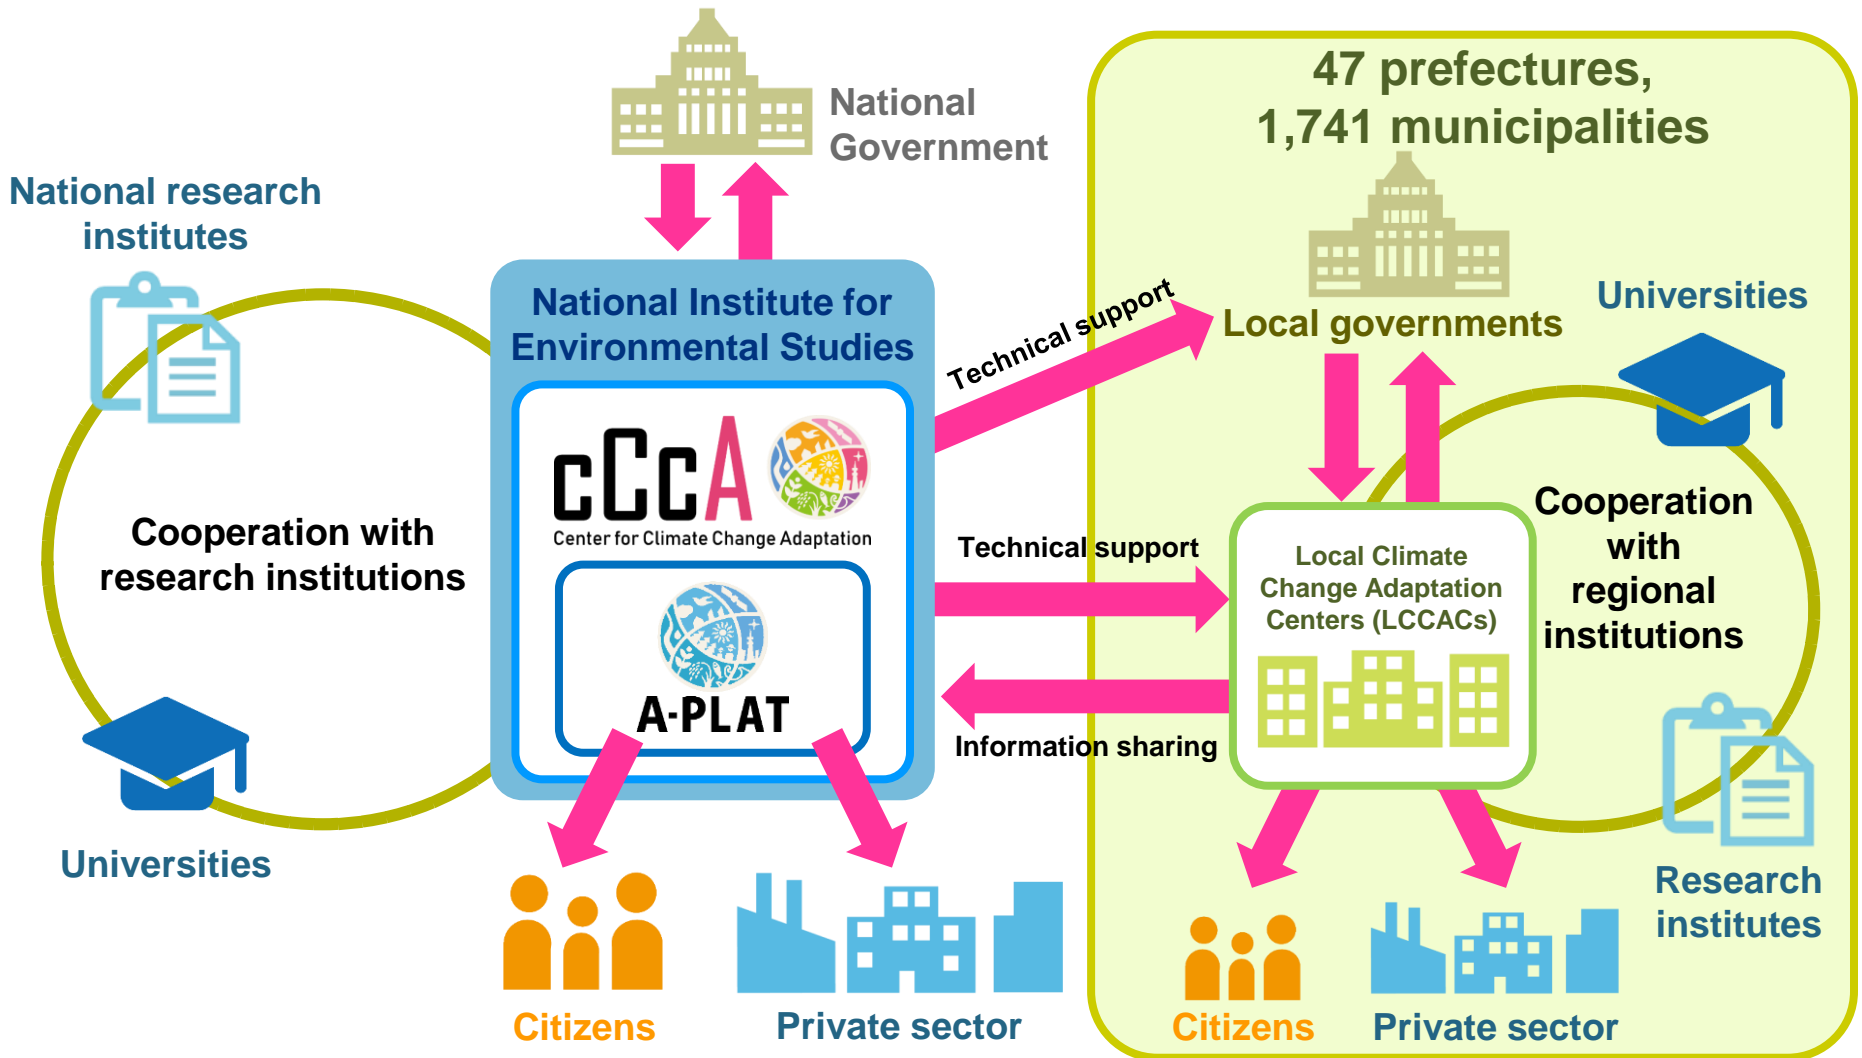 National
Government
47 prefectures,
1,741 municipalities
National research
institutes
National Institute for
Environmental Studies
Technical support
Local governments
Universities
cCcA
Center for Climate Change Adaptation
Cooperation with
research institutions
Technical support
Local Climate
Change Adaptation
Centers (LCCACs)
Cooperation
with
regional
institutions
A-PLAT
Information sharing
Universities
Research
institutes
Citizens
Private sector
Citizens
Private sector